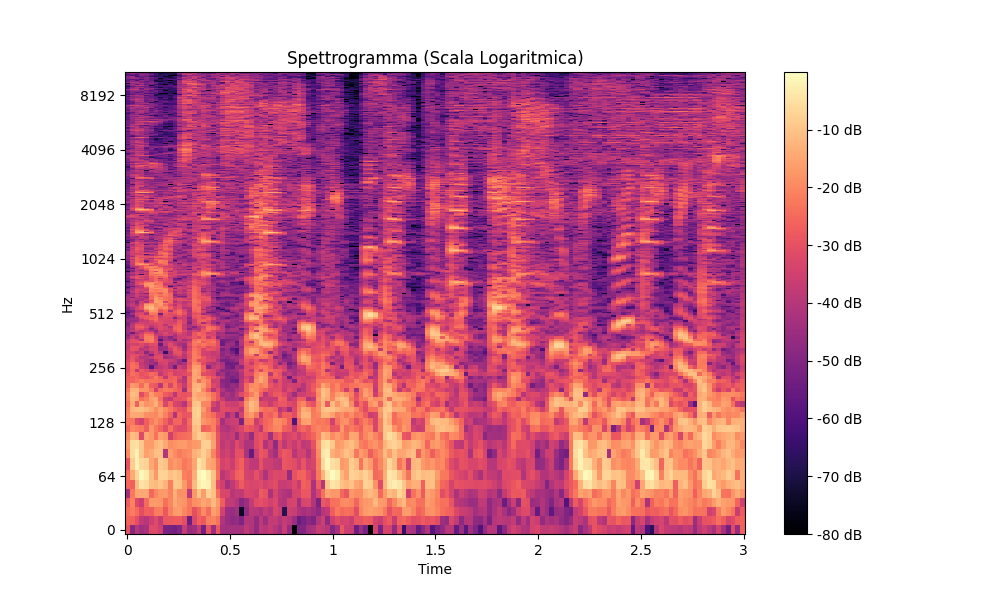 Spettrogramma (Scala Logaritmica)
Hz
8192
4096
2048
1024
512
256
128
64
0
0
0.5
1
1.5
2
2.5
3
Time
-10 dB
-20 dB
-30 dB
-40 dB
-50 dB
-60 dB
-70 dB
-80 dB